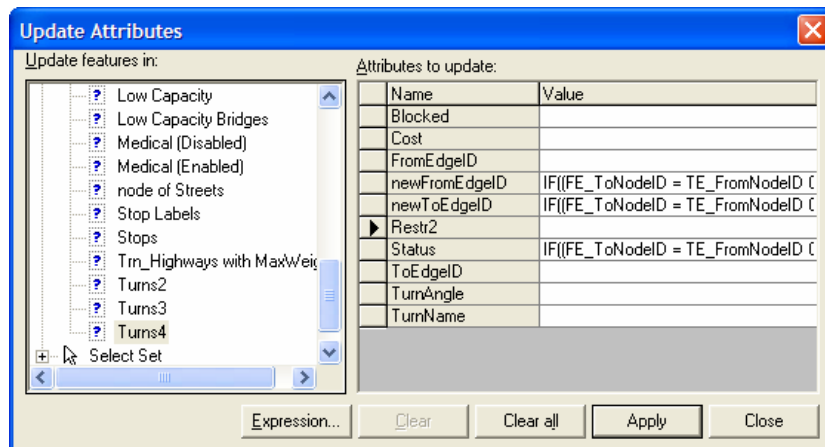 Update Attributes
Update features in:
Low Capacity
Low Capacity Bridges
Medical (Disabled)
Medical (Enabled)
node of Streets
Stop Labels
Stops
Trn_Highways with MaxWeig
Turns2
Turns3
Turns4
Select Set
Attributes to update:
Name Value
Blocked
Cost
FromEdgeID
newFromEdgeID IF((FE_ToNodeID = TE_FromNodeID
newToEdgeID IF((FE_ToNodeID = TE_FromNodeID
Restr2
Status IF((FE_ToNodeID = TE_FromNodeID
ToEdgeID
TurnAngle
TurnName
Expression... Clear Clear all Apply Close